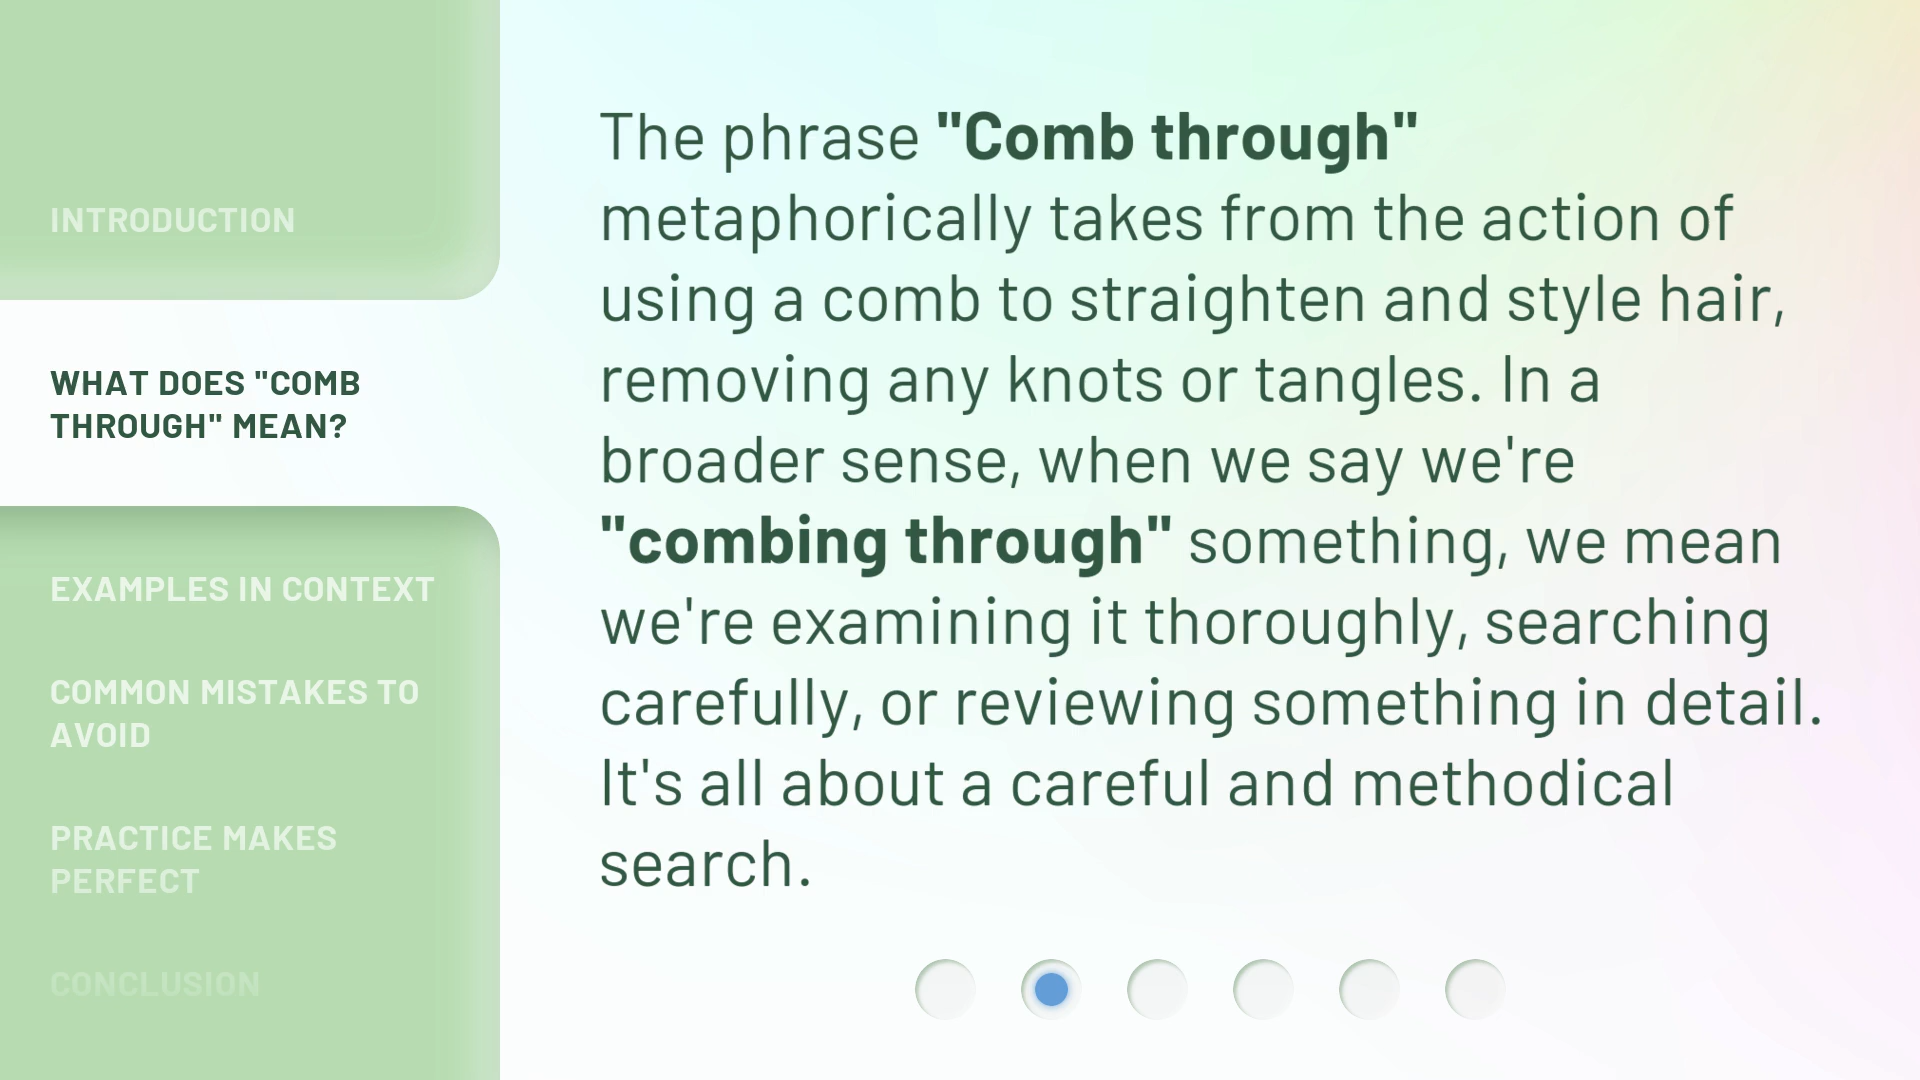 INTRODUCTION
WHAT DOES "COMB
THROUGH" MEAN?
EXAMPLES IN CONTEXT
COMMON MISTAKES TO
AVOID
PRACTICE MAKES
PERFECT
CONCLUSION
The phrase "Comb through"
metaphorically takes from the action of
using a comb to straighten and style hair,
removing any knots or tangles. In a
broader sense, when we say we're
"combing through" something, we mean
we're examining it thoroughly, searching
carefully, or reviewing something in detail.
It's all about a careful and methodical
search.